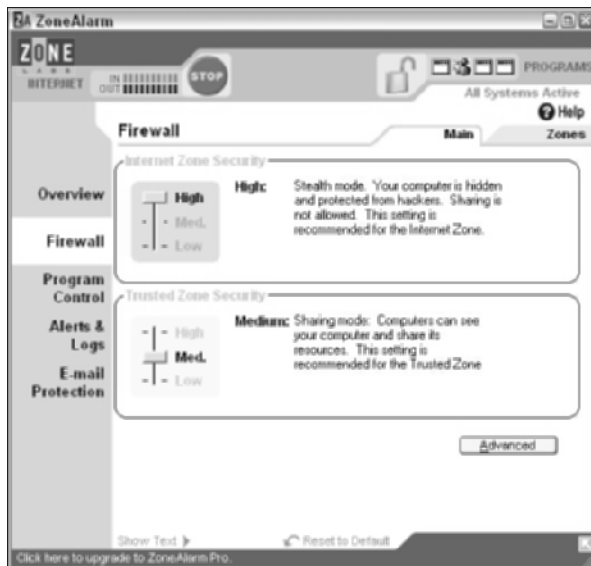 ZA ZoneAlarm
ZONE
LABS
INTERNET
IN
OUT
STOP
PROGRAMS
All Systems Active
? Help
Firewall
Main
Zones
Overview
Firewall
Program
Control
Alerts &
Logs
E-mail
Protection
Internet Zone Security
High
Med.
Low
High: Stealth mode. Your computer is hidden
and protected from hackers. Sharing is
not allowed. This setting is
recommended for the Internet Zone.
Trusted Zone Security
High
Med.
Low
Medium: Sharing mode: Computers can see
your computer and share its
resources. This setting is
recommended for the Trusted Zone
Advanced
Show Text
Reset to Default
Click here to upgrade to ZoneAlarm Pro.